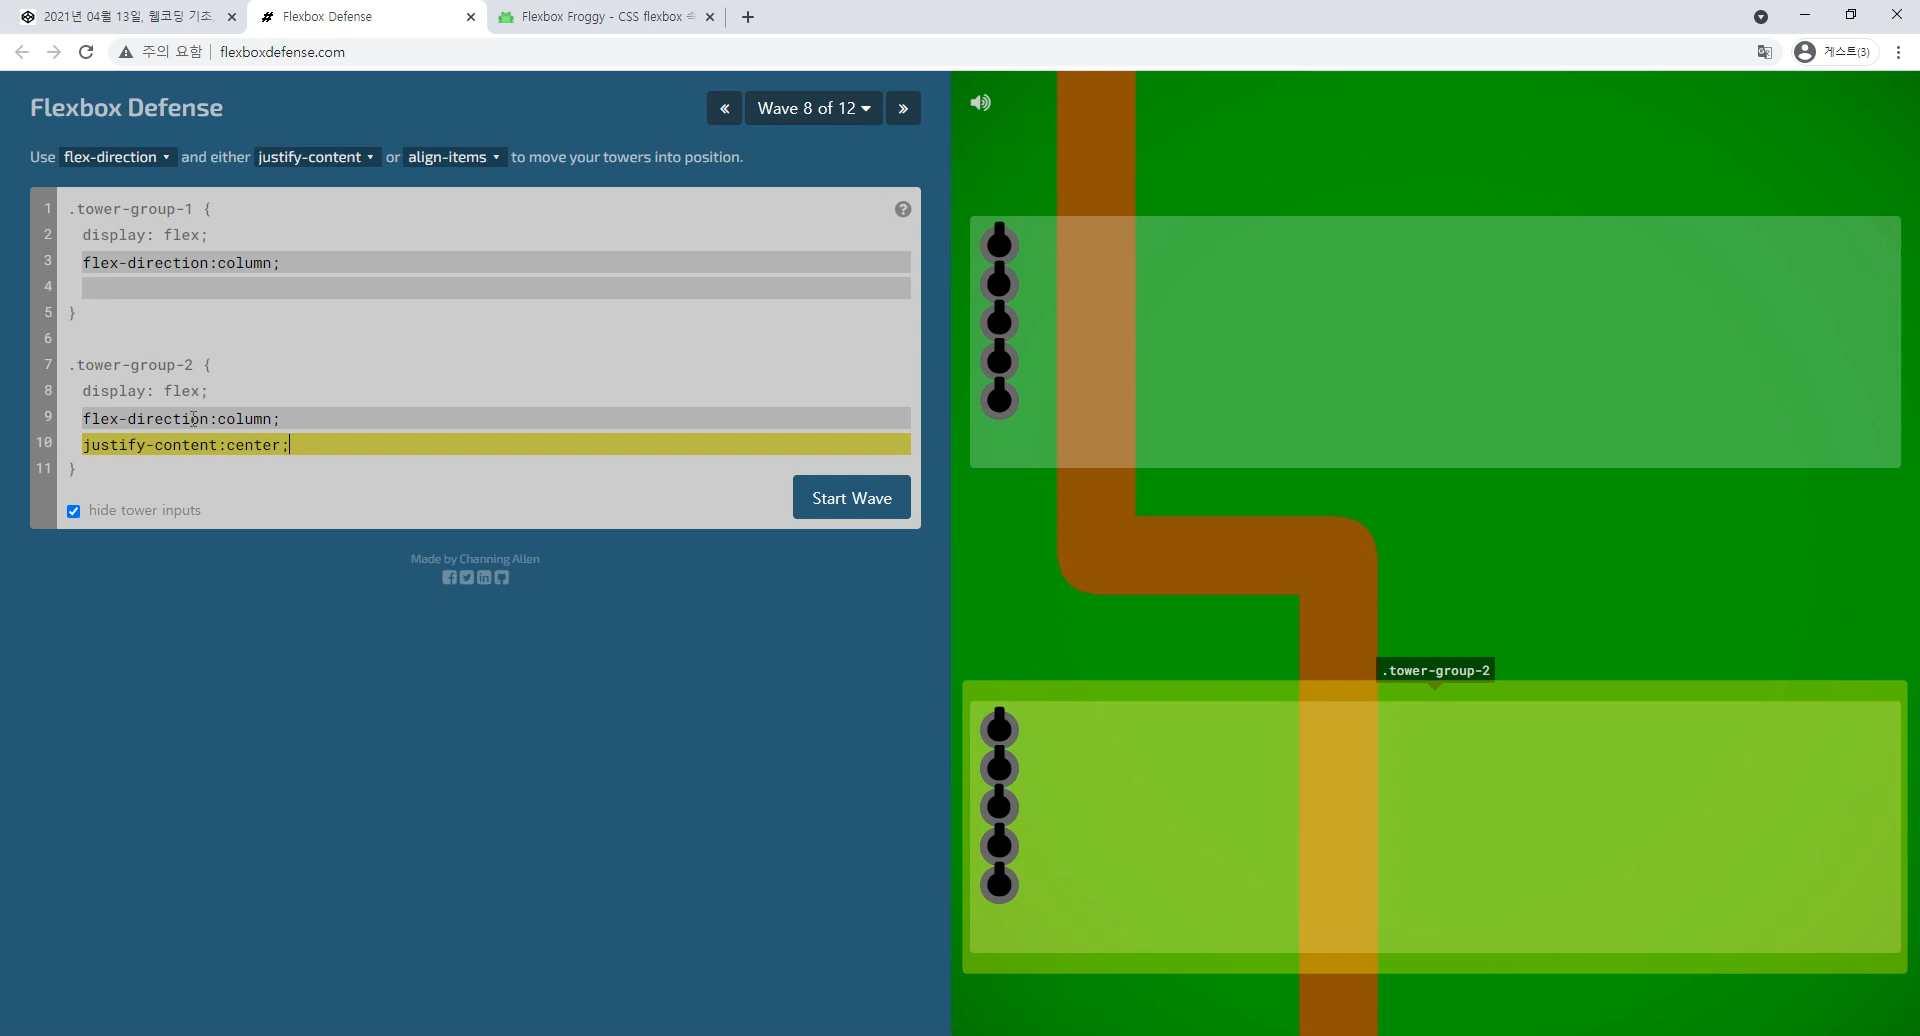 2021년 04월 13일, 웹코딩 기초
Flexbox Defense
Flexbox Froggy - CSS flexbox
주의 요함
flexboxdefense.com
게스트(3)
Flexbox Defense
« Wave 8 of 12 »
Use flex-direction and either justify-content or align-items to move your towers into position.
1 .tower-group-1 {
2 display: flex;
3 flex-direction:column;
4
5 }
6
7 .tower-group-2 {
8 display: flex;
9 flex-direction:column;
10 justify-content:center;
11 }
hide tower inputs
Start Wave
Made by Channing Allen
.tower-group-2